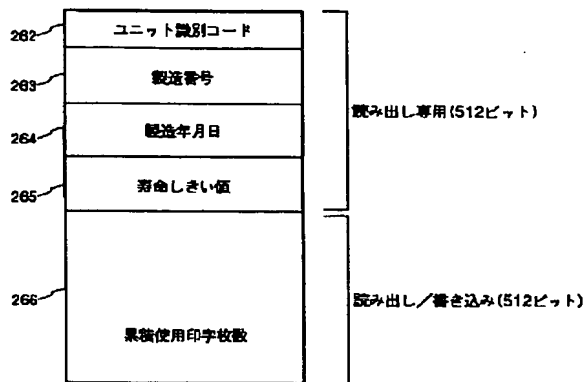 262
ユニット識別コード
263
製造番号
264
製造年月日
265
寿命しきい値
読み出し専用(512ビット)
266
累積使用印字枚数
読み出し/書き込み(512ビット)